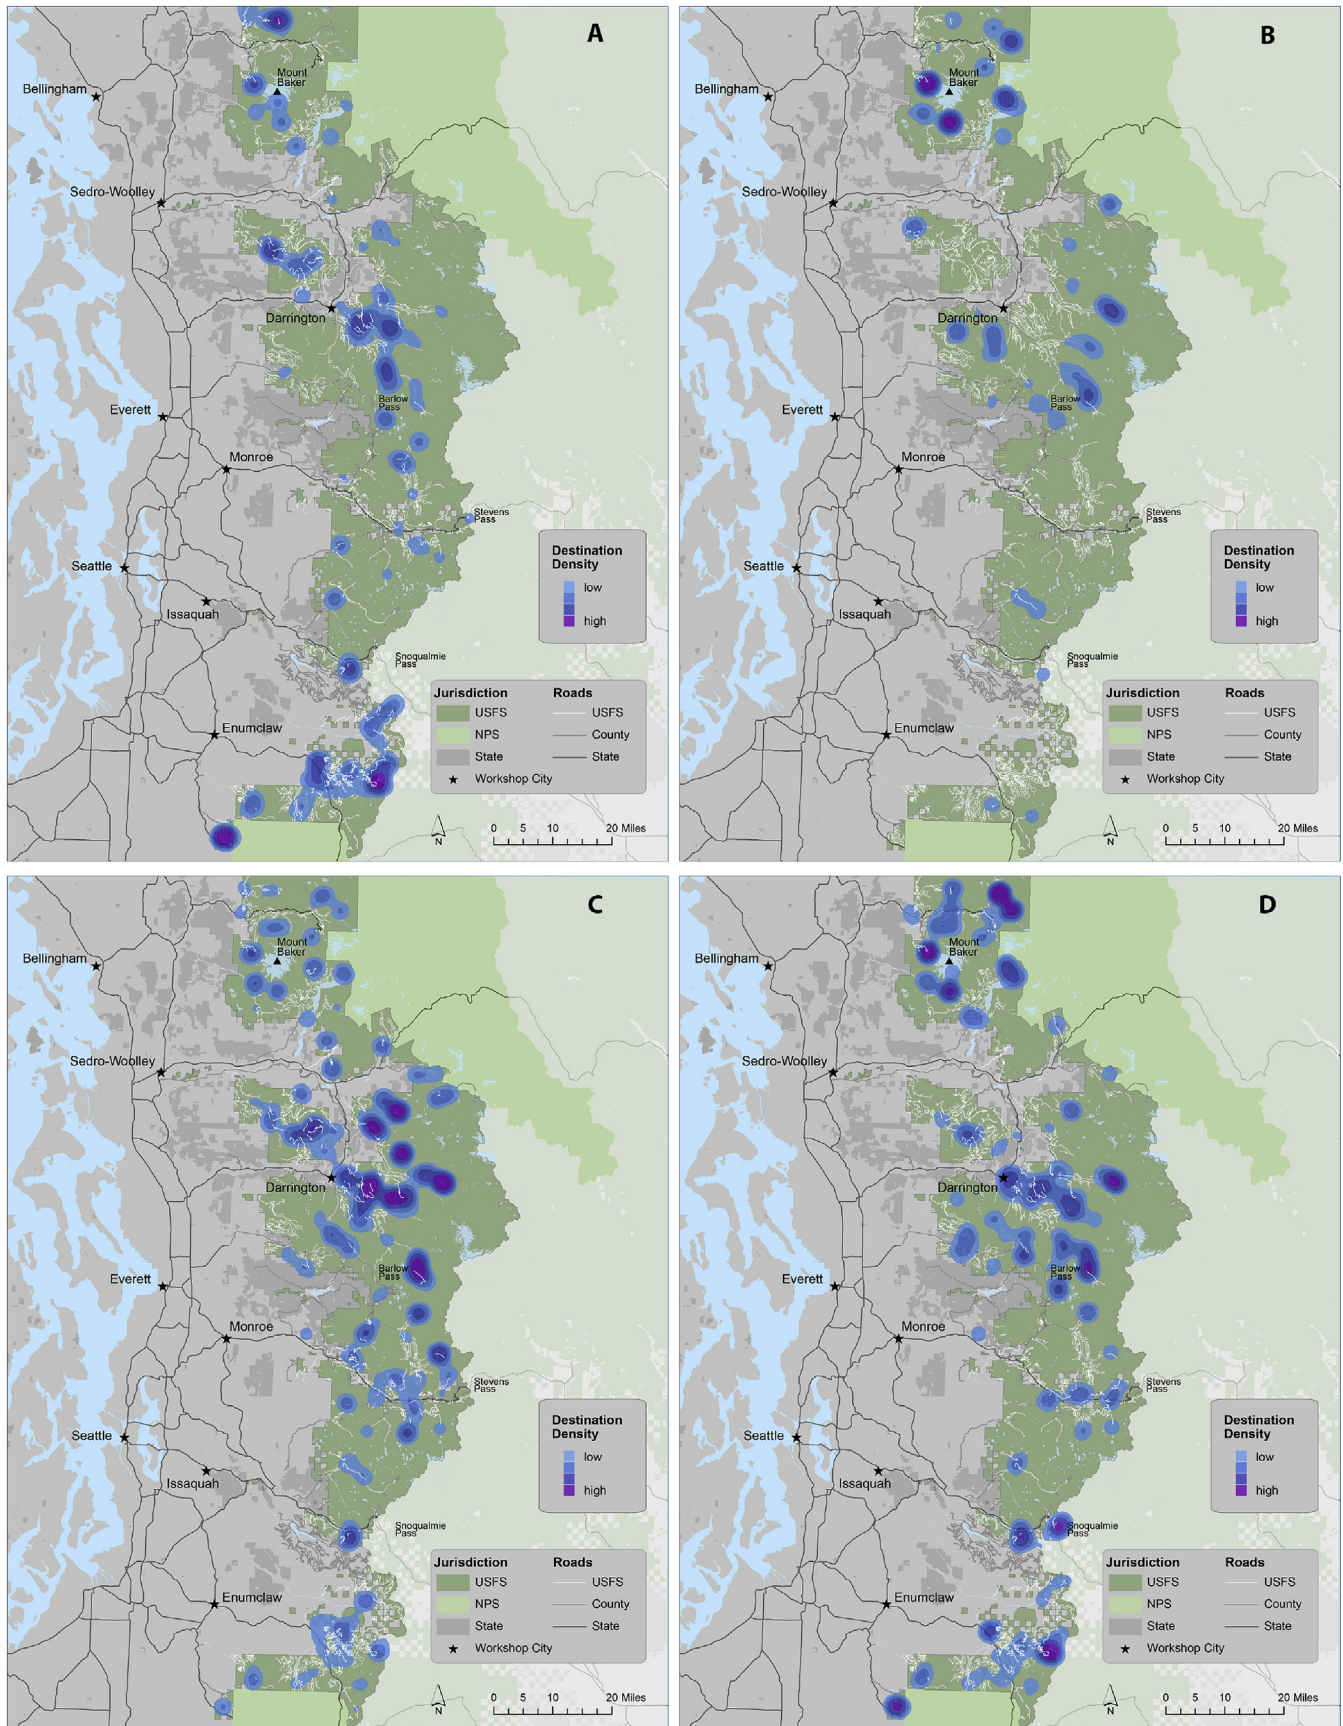 A
Mount
Baker
Bellingham
Sedro-Woolley
Darrington
Barlow
Pass
Everett
Monroe
Stevens
Pass
Seattle
Issaquah
Snoqualmie
Pass
Enumclaw
Destination
Density
low
high
Jurisdiction Roads
USFS USFS
NPS County
State State
Workshop City
N
0 5 10 20 Miles
B
Mount
Baker
Bellingham
Sedro-Woolley
Darrington
Barlow
Pass
Everett
Monroe
Stevens
Pass
Seattle
Issaquah
Snoqualmie
Pass
Enumclaw
Destination
Density
low
high
Jurisdiction Roads
USFS USFS
NPS County
State State
Workshop City
N
0 5 10 20 Miles
C
Mount
Baker
Bellingham
Sedro-Woolley
Darrington
Barlow
Pass
Everett
Monroe
Stevens
Pass
Seattle
Issaquah
Snoqualmie
Pass
Enumclaw
Destination
Density
low
high
Jurisdiction Roads
USFS USFS
NPS County
State State
Workshop City
N
0 5 10 20 Miles
D
Mount
Baker
Bellingham
Sedro-Woolley
Darrington
Barlow
Pass
Everett
Monroe
Stevens
Pass
Seattle
Issaquah
Snoqualmie
Pass
Enumclaw
Destination
Density
low
high
Jurisdiction Roads
USFS USFS
NPS County
State State
Workshop City
N
0 5 10 20 Miles